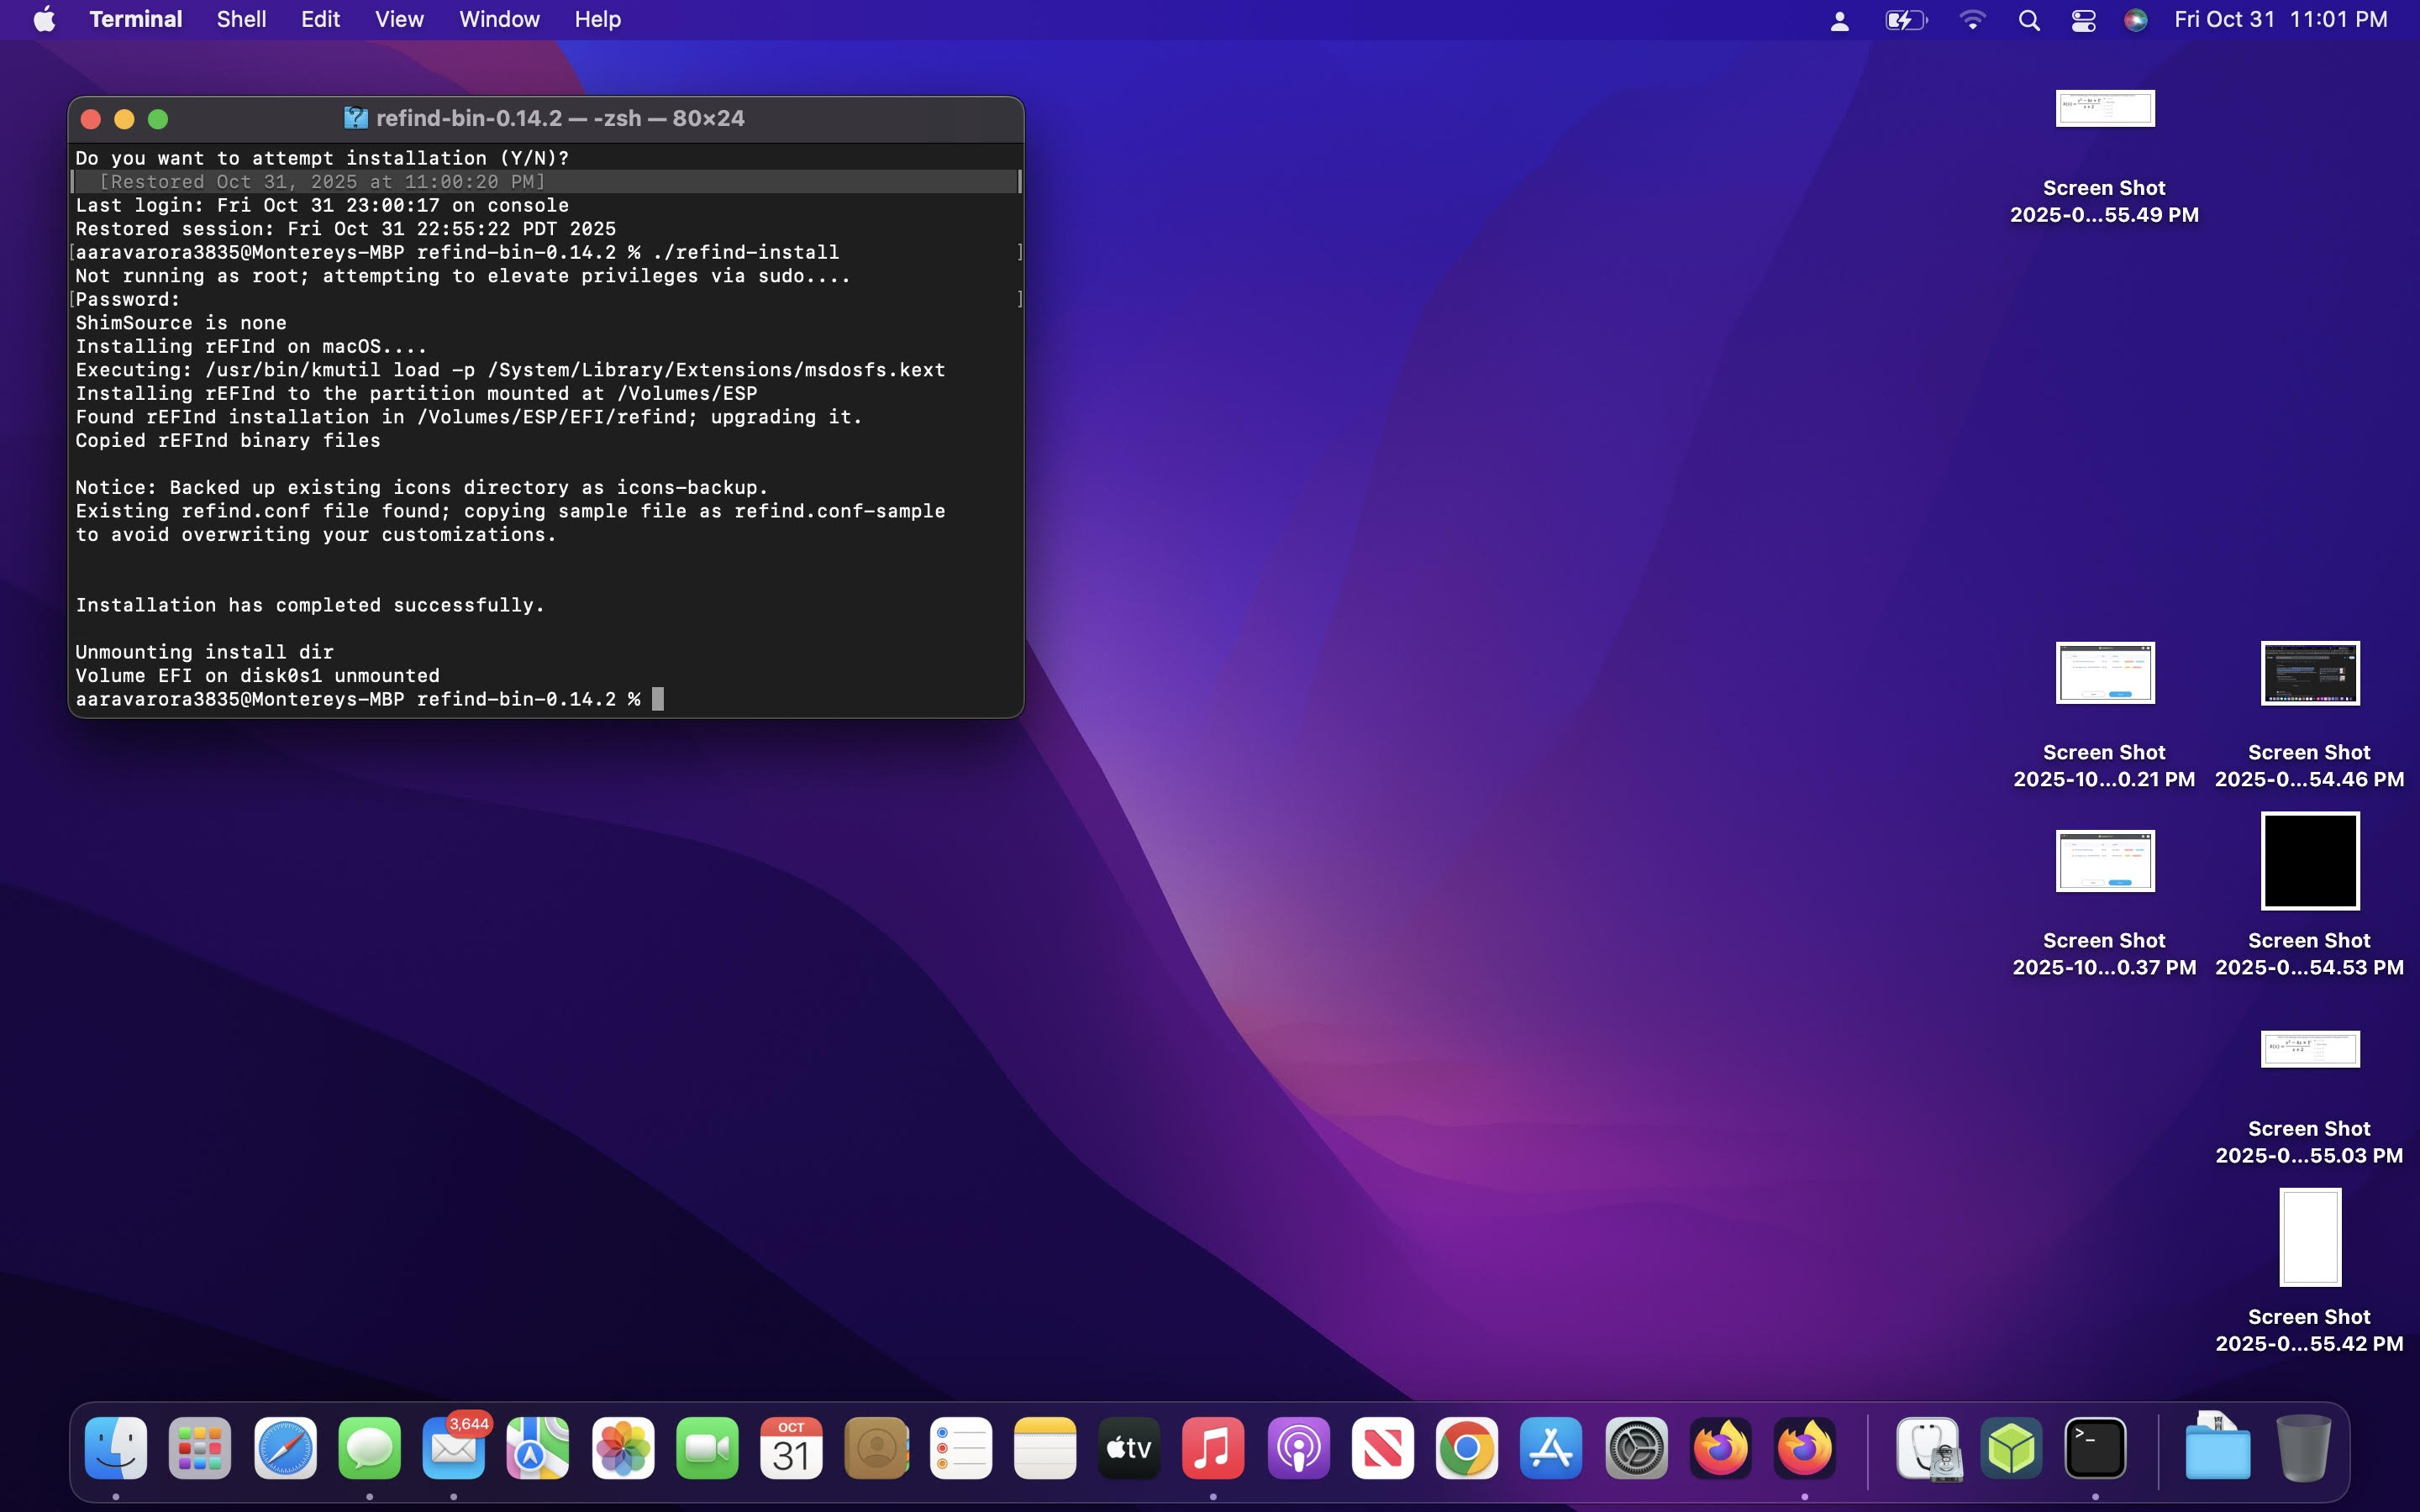 Terminal Shell Edit View Window Help Fri Oct 31 11:01 PM
refind-bin-0.14.2 — -zsh — 80×24
Do you want to attempt installation (Y/N)?
[Restored Oct 31, 2025 at 11:00:20 PM]
Last login: Fri Oct 31 23:00:17 on console
Restored session: Fri Oct 31 22:55:22 PDT 2025
[aaravarora3835@Montereys-MBP refind-bin-0.14.2 % ./refind-install ]
Not running as root; attempting to elevate privileges via sudo....
[Password: ]
ShimSource is none
Installing rEFInd on macOS....
Executing: /usr/bin/kmutil load -p /System/Library/Extensions/msdosfs.kext
Installing rEFInd to the partition mounted at /Volumes/ESP
Found rEFInd installation in /Volumes/ESP/EFI/refind; upgrading it.
Copied rEFInd binary files
Notice: Backed up existing icons directory as icons-backup.
Existing refind.conf file found; copying sample file as refind.conf-sample
to avoid overwriting your customizations.
Installation has completed successfully.
Unmounting install dir
Volume EFI on disk0s1 unmounted
aaravarora3835@Montereys-MBP refind-bin-0.14.2 %
Screen Shot
2025-0...55.49 PM
Screen Shot
2025-10...0.21 PM
Screen Shot
2025-0...54.46 PM
Screen Shot
2025-10...0.37 PM
Screen Shot
2025-0...54.53 PM
Screen Shot
2025-0...55.03 PM
Screen Shot
2025-0...55.42 PM
3,644
OCT
31
tv
>_